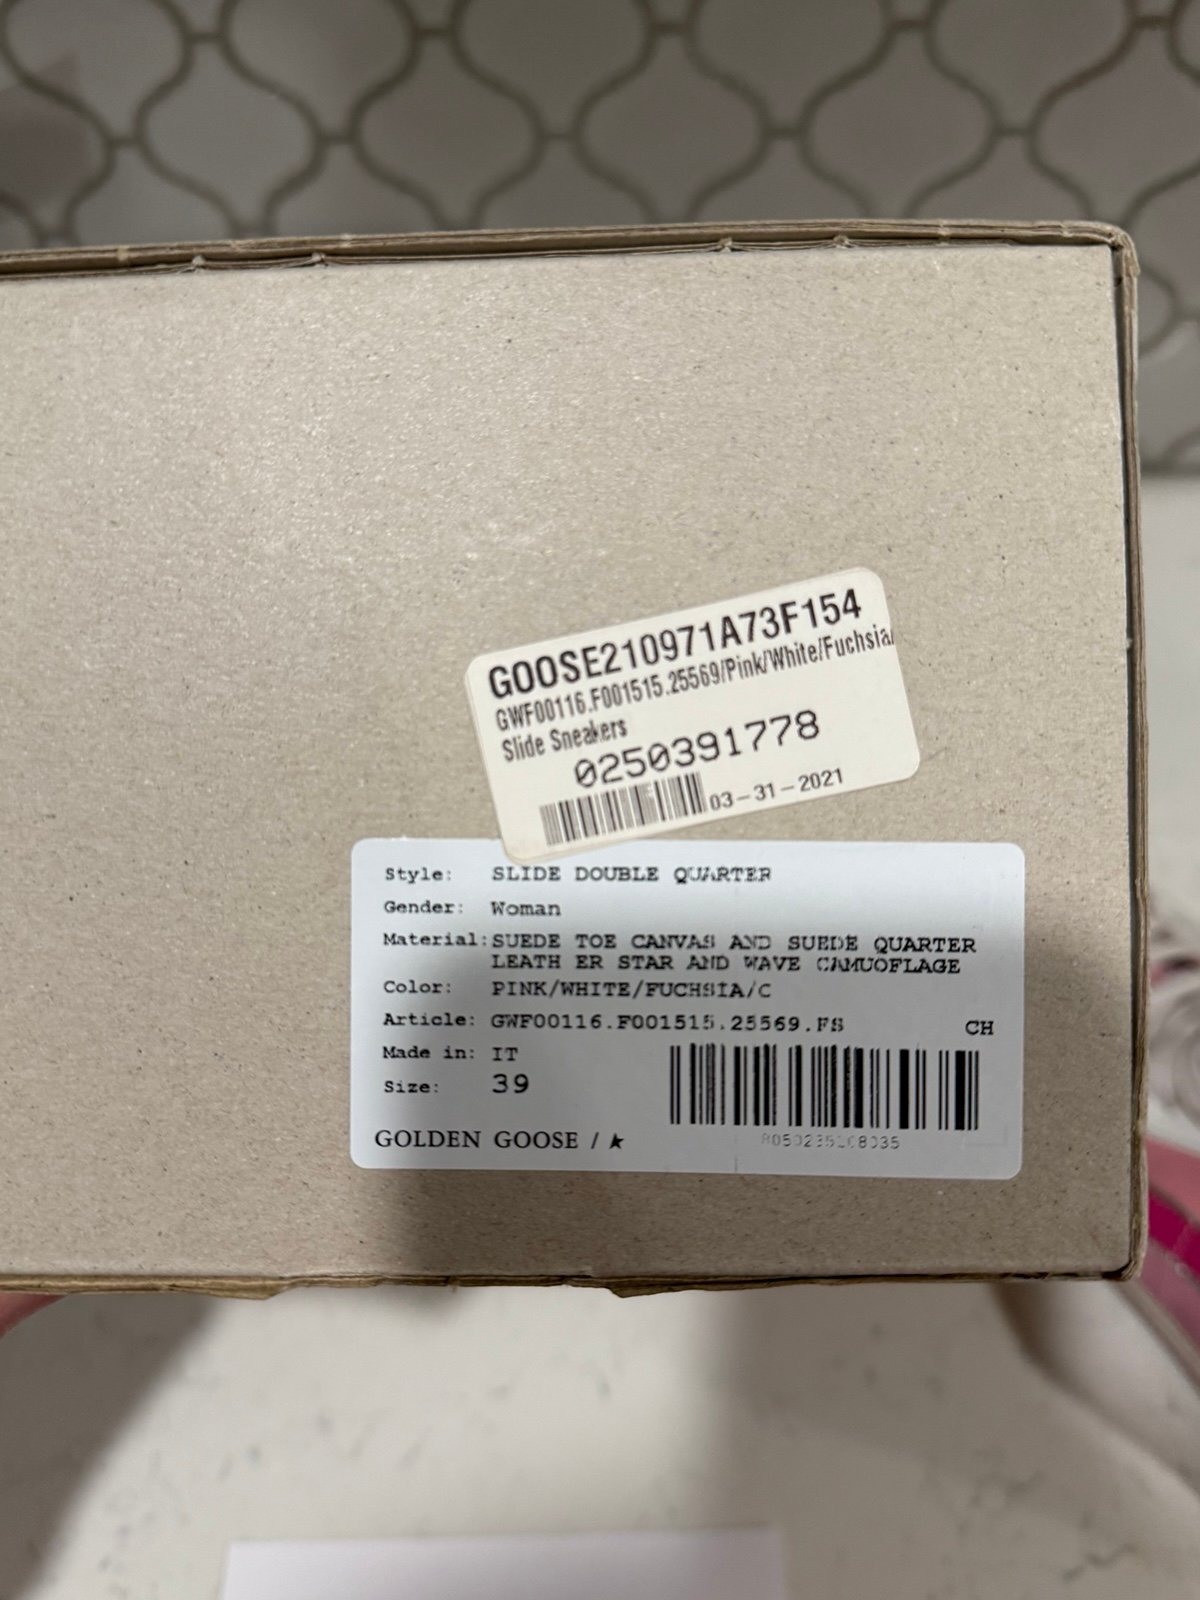 GOOSE210971A73F154
GWF00116.F001515.25569/Pink/White/Fuchsia/
Slide Sneakers
0250391778
03-31-2021
Style: SLIDE DOUBLE QUARTER
Gender: Woman
Material: SUEDE TOE CANVAS AND SUEDE QUARTER
LEATH ER STAR AND WAVE CAMUOFLAGE
Color: PINK/WHITE/FUCHSIA/C
Article: GWF00116.F001515.25569.FS CH
Made in: IT
Size: 39
GOLDEN GOOSE /